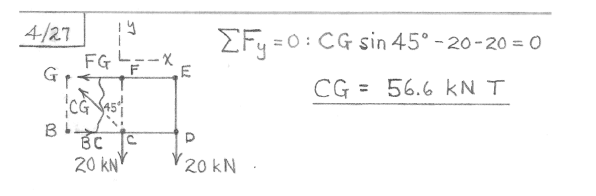 4/27
y
x
ΣFy = 0 : CG sin 45° - 20 - 20 = 0
CG = 56.6 kN T
FG
G
F
E
CG
45°
B
BC
C
D
20 kN
20 kN